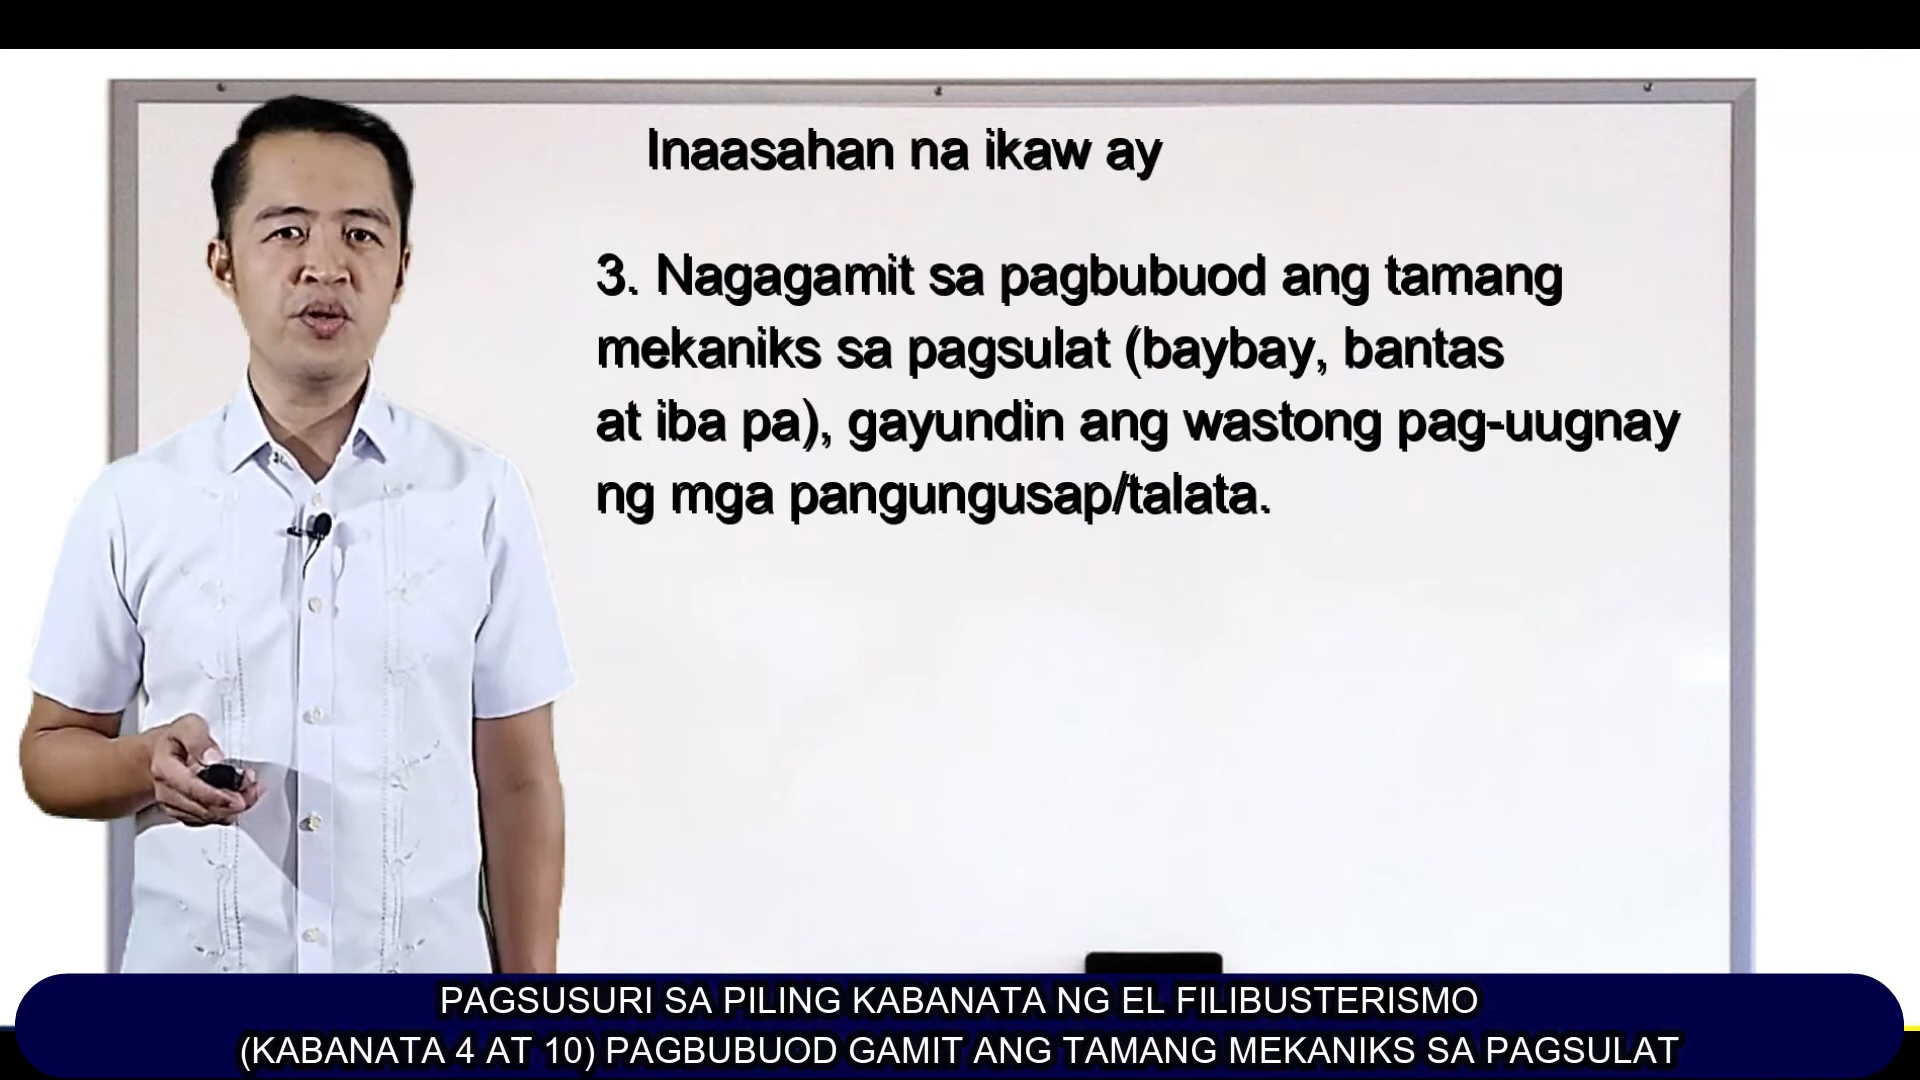 Inaasahan na ikaw ay
3. Nagagamit sa pagbubuod ang tamang
mekaniks sa pagsulat (baybay, bantas
at iba pa), gayundin ang wastong pag-uugnay
ng mga pangungusap/talata.
PAGSUSURI SA PILING KABANATA NG EL FILIBUSTERISMO
(KABANATA 4 AT 10) PAGBUBUOD GAMIT ANG TAMANG MEKANIKS SA PAGSULAT